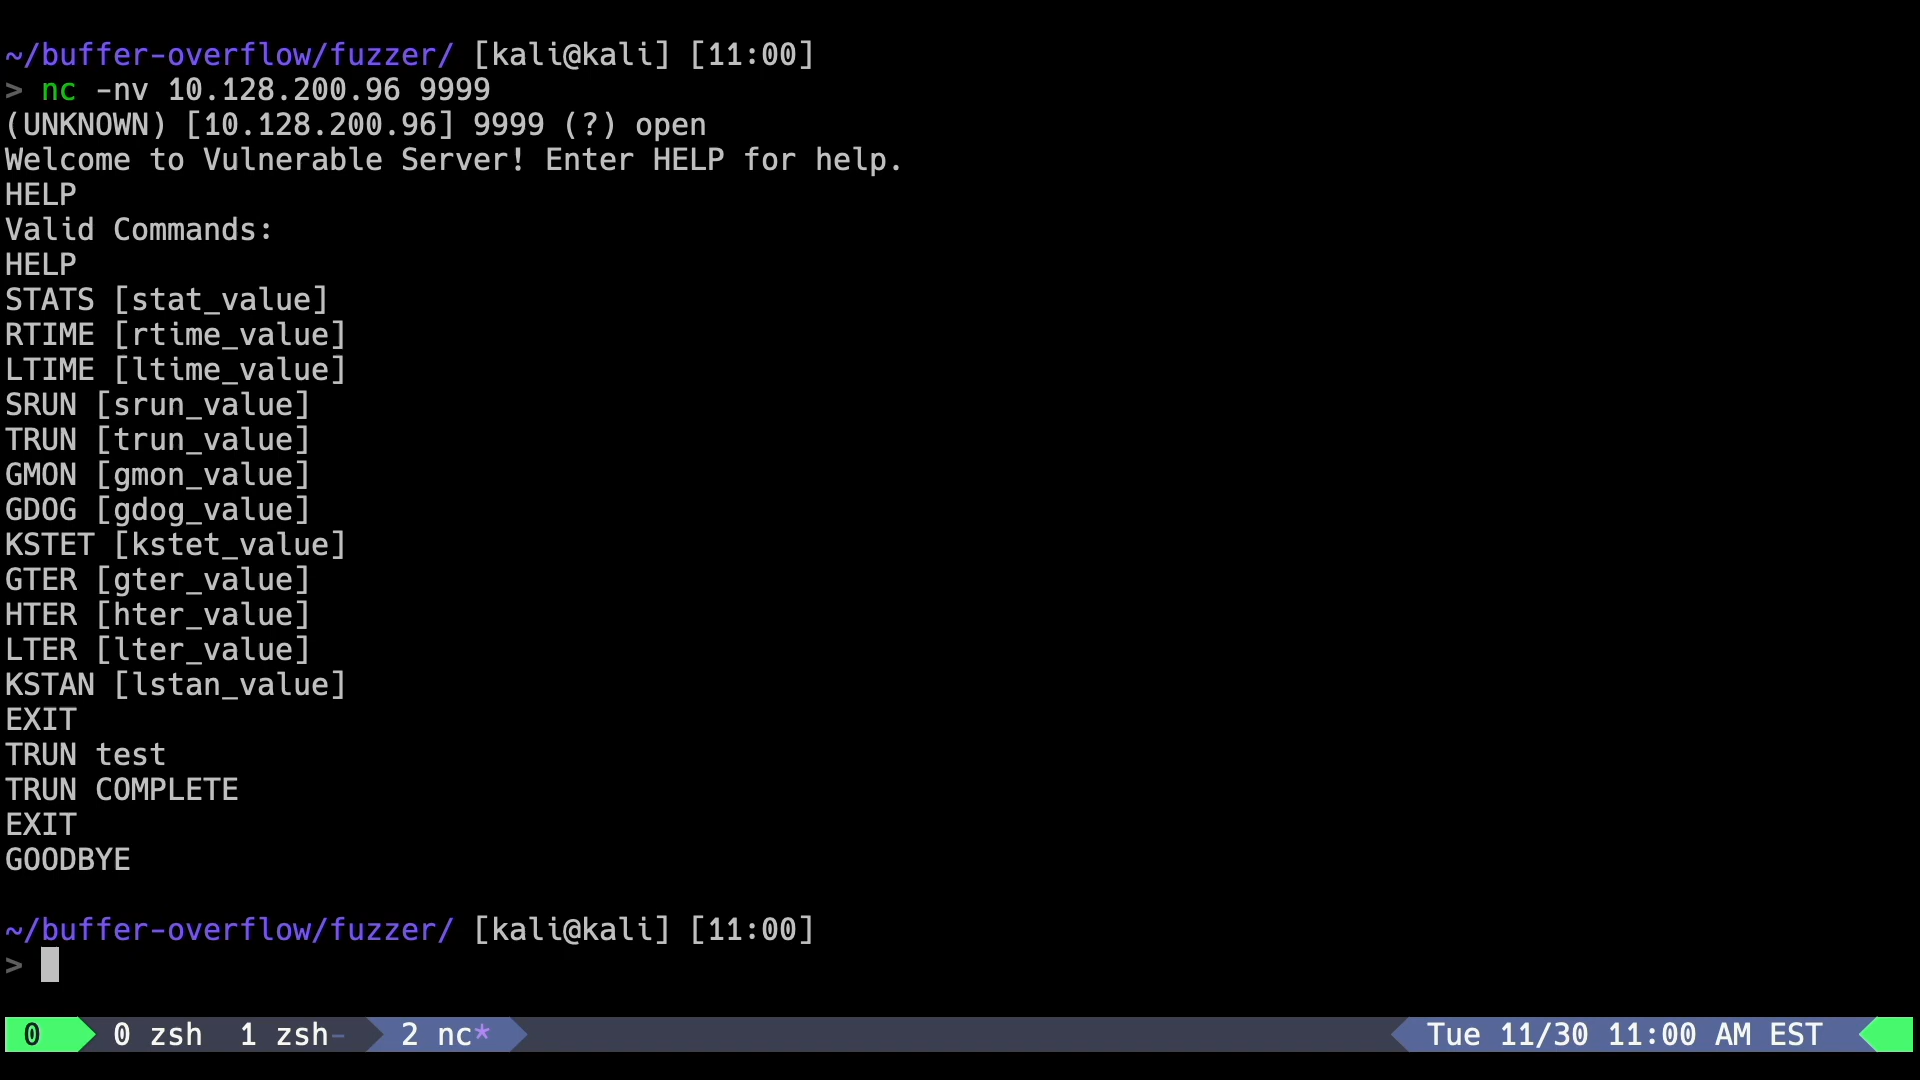 ~/buffer-overflow/fuzzer/ [kali@kali] [11:00]
> nc -nv 10.128.200.96 9999
(UNKNOWN) [10.128.200.96] 9999 (?) open
Welcome to Vulnerable Server! Enter HELP for help.
HELP
Valid Commands:
HELP
STATS [stat_value]
RTIME [rtime_value]
LTIME [ltime_value]
SRUN [srun_value]
TRUN [trun_value]
GMON [gmon_value]
GDOG [gdog_value]
KSTET [kstet_value]
GTER [gter_value]
HTER [hter_value]
LTER [lter_value]
KSTAN [lstan_value]
EXIT
TRUN test
TRUN COMPLETE
EXIT
GOODBYE
~/buffer-overflow/fuzzer/ [kali@kali] [11:00]
>
0 0 zsh 1 zsh- 2 nc* Tue 11/30 11:00 AM EST